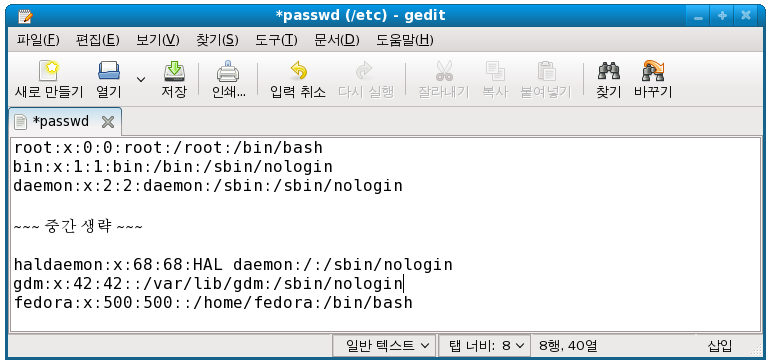 *passwd (/etc) - gedit
파일(F) 편집(E) 보기(V) 찾기(S) 도구(T) 문서(D) 도움말(H)
새로 만들기 열기 저장 인쇄... 입력 취소 다시 실행 잘라내기 복사 붙여넣기 찾기 바꾸기
*passwd
root:x:0:0:root:/root:/bin/bash
bin:x:1:1:bin:/bin:/sbin/nologin
daemon:x:2:2:daemon:/sbin:/sbin/nologin
~~~ 중간 생략 ~~~
haldaemon:x:68:68:HAL daemon:/:/sbin/nologin
gdm:x:42:42::/var/lib/gdm:/sbin/nologin
fedora:x:500:500::/home/fedora:/bin/bash
일반 텍스트 탭 너비: 8 8행, 40열 삽입